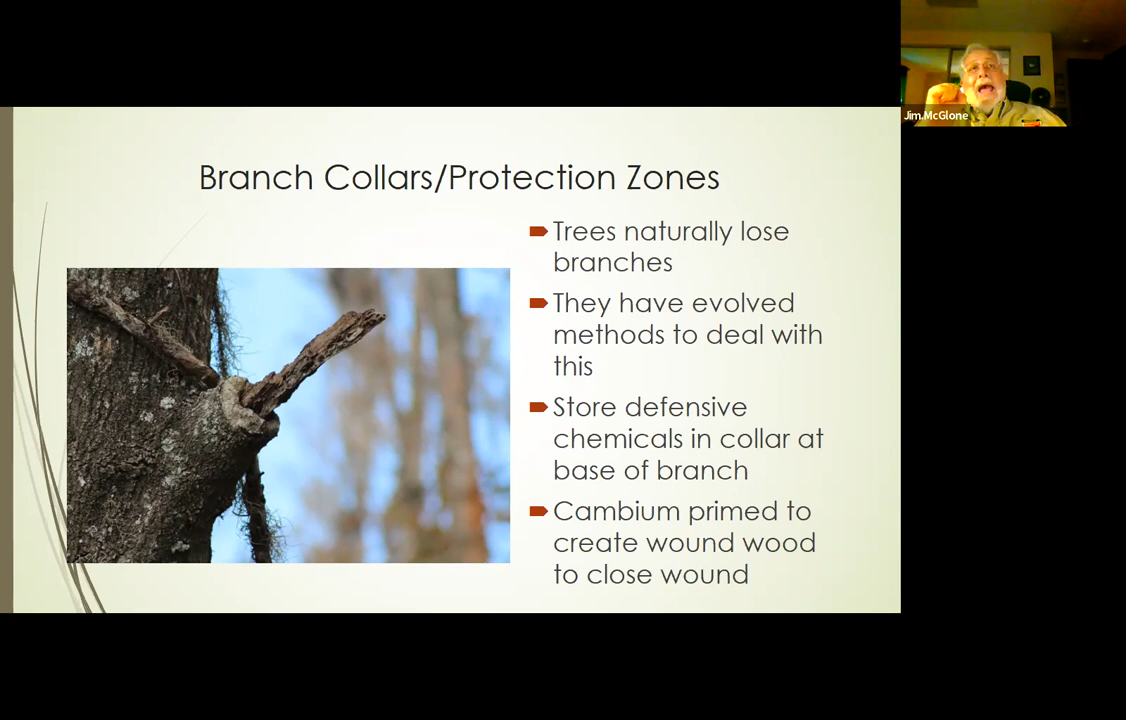 Jim.McGlone
Branch Collars/Protection Zones
Trees naturally lose
branches
They have evolved
methods to deal with
this
Store defensive
chemicals in collar at
base of branch
Cambium primed to
create wound wood
to close wound